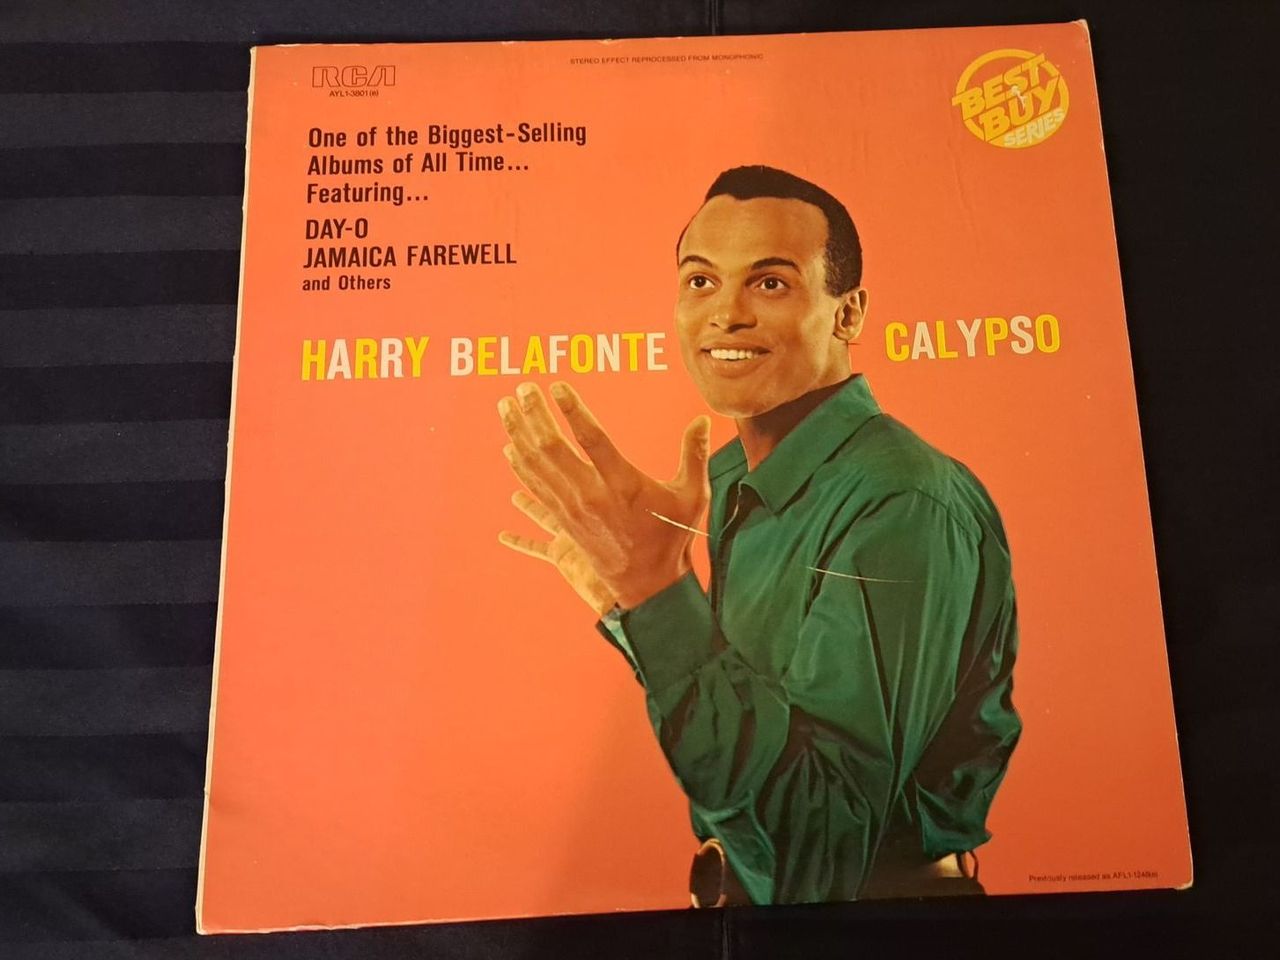 STEREO EFFECT REPROCESSED FROM MONOPHONIC
RCA
AYL1-3801(e)
BEST
BUY
SERIES
One of the Biggest-Selling
Albums of All Time...
Featuring...
DAY-O
JAMAICA FAREWELL
and Others
HARRY BELAFONTE CALYPSO
Previously released as AFL1-1248(e)